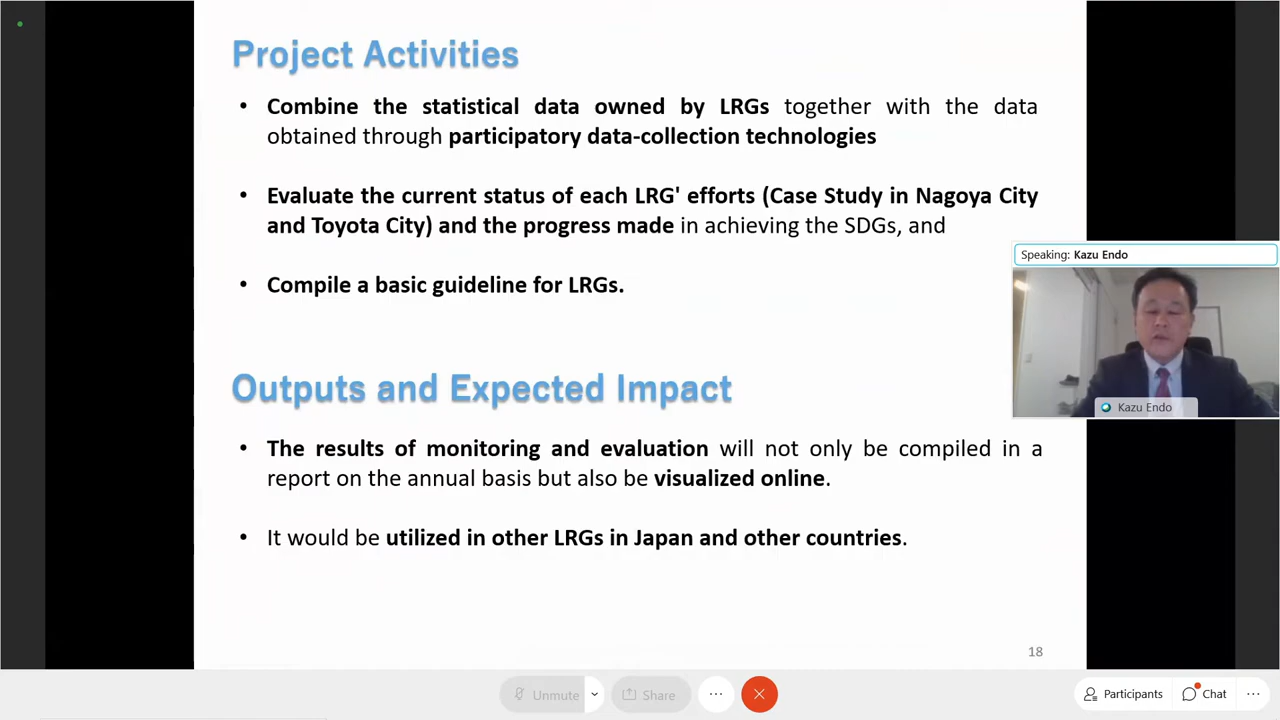 Project Activities
• Combine the statistical data owned by LRGs together with the data
obtained through participatory data-collection technologies
• Evaluate the current status of each LRG' efforts (Case Study in Nagoya City
and Toyota City) and the progress made in achieving the SDGs, and
• Compile a basic guideline for LRGs.
Speaking: Kazu Endo
Kazu Endo
Outputs and Expected Impact
• The results of monitoring and evaluation will not only be compiled in a
report on the annual basis but also be visualized online.
• It would be utilized in other LRGs in Japan and other countries.
18
Unmute
Share
Participants
Chat